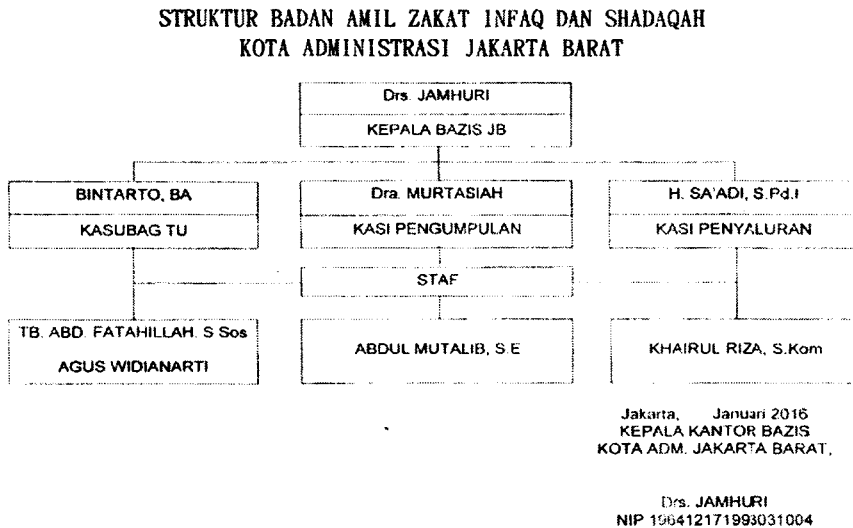 STRUKTUR BADAN AMIL ZAKAT INFAQ DAN SHADAQAH
KOTA ADMINISTRASI JAKARTA BARAT
Drs. JAMHURI
KEPALA BAZIS JB
BINTARTO, BA
KASUBAG TU
Dra. MURTASIAH
KASI PENGUMPULAN
H. SA'ADI, S.Pd.I
KASI PENYALURAN
STAF
TB. ABD. FATAHILLAH. S Sos
AGUS WIDIANARTI
ABDUL MUTALIB, S.E
KHAIRUL RIZA, S.Kom
Jakarta, Januari 2016
KEPALA KANTOR BAZIS
KOTA ADM. JAKARTA BARAT,
Drs. JAMHURI
NIP 196412171993031004